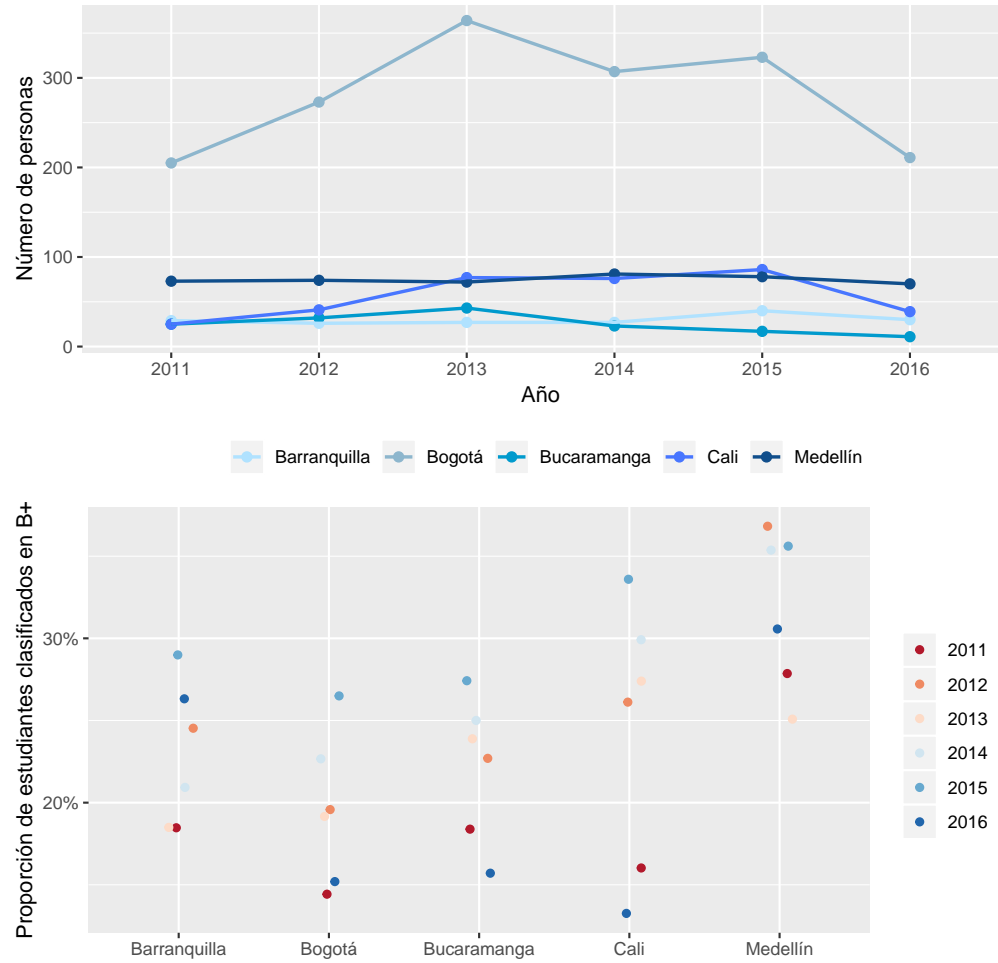 Número de personas
300
200
100
0
2011 2012 2013 2014 2015 2016
Año
Barranquilla Bogotá Bucaramanga Cali Medellín
Proporción de estudiantes clasificados en B+
30%
20%
Barranquilla Bogotá Bucaramanga Cali Medellín
2011
2012
2013
2014
2015
2016